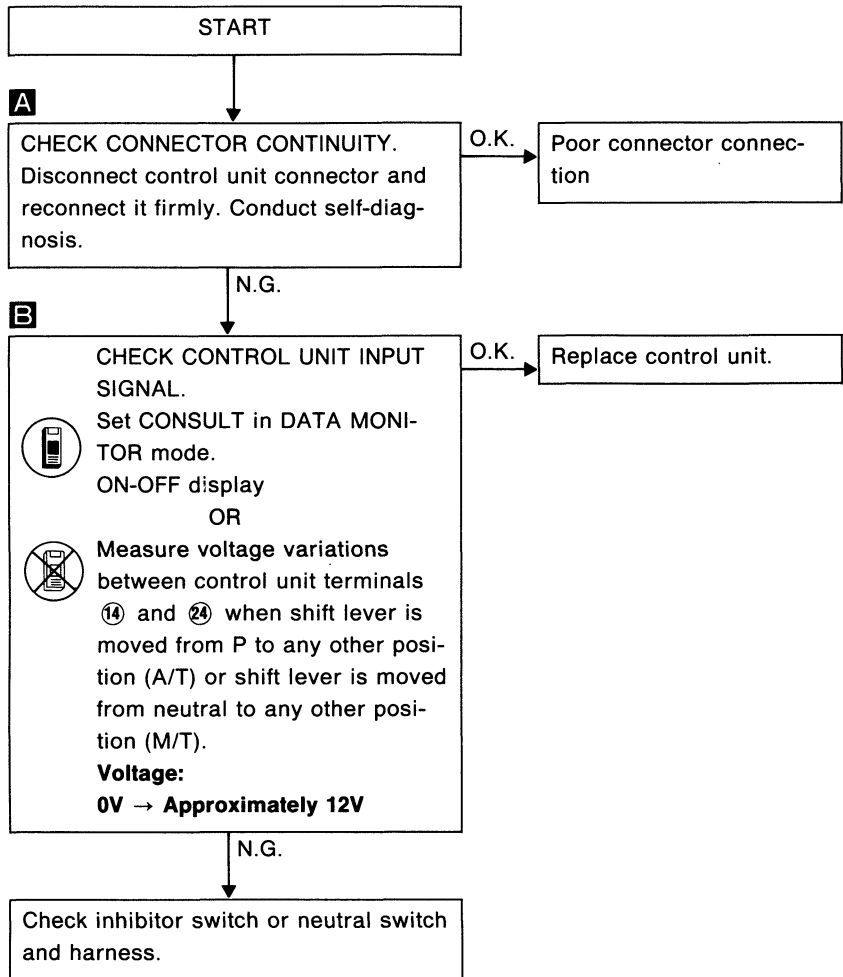 START
A
CHECK CONNECTOR CONTINUITY.
Disconnect control unit connector and
reconnect it firmly. Conduct self-diag-
nosis.
O.K.
Poor connector connec-
tion
N.G.
B
CHECK CONTROL UNIT INPUT
SIGNAL.
Set CONSULT in DATA MONI-
TOR mode.
ON-OFF display
OR
Measure voltage variations
between control unit terminals
⑭ and ㉔ when shift lever is
moved from P to any other posi-
tion (A/T) or shift lever is moved
from neutral to any other posi-
tion (M/T).
Voltage:
0V → Approximately 12V
O.K.
Replace control unit.
N.G.
Check inhibitor switch or neutral switch
and harness.